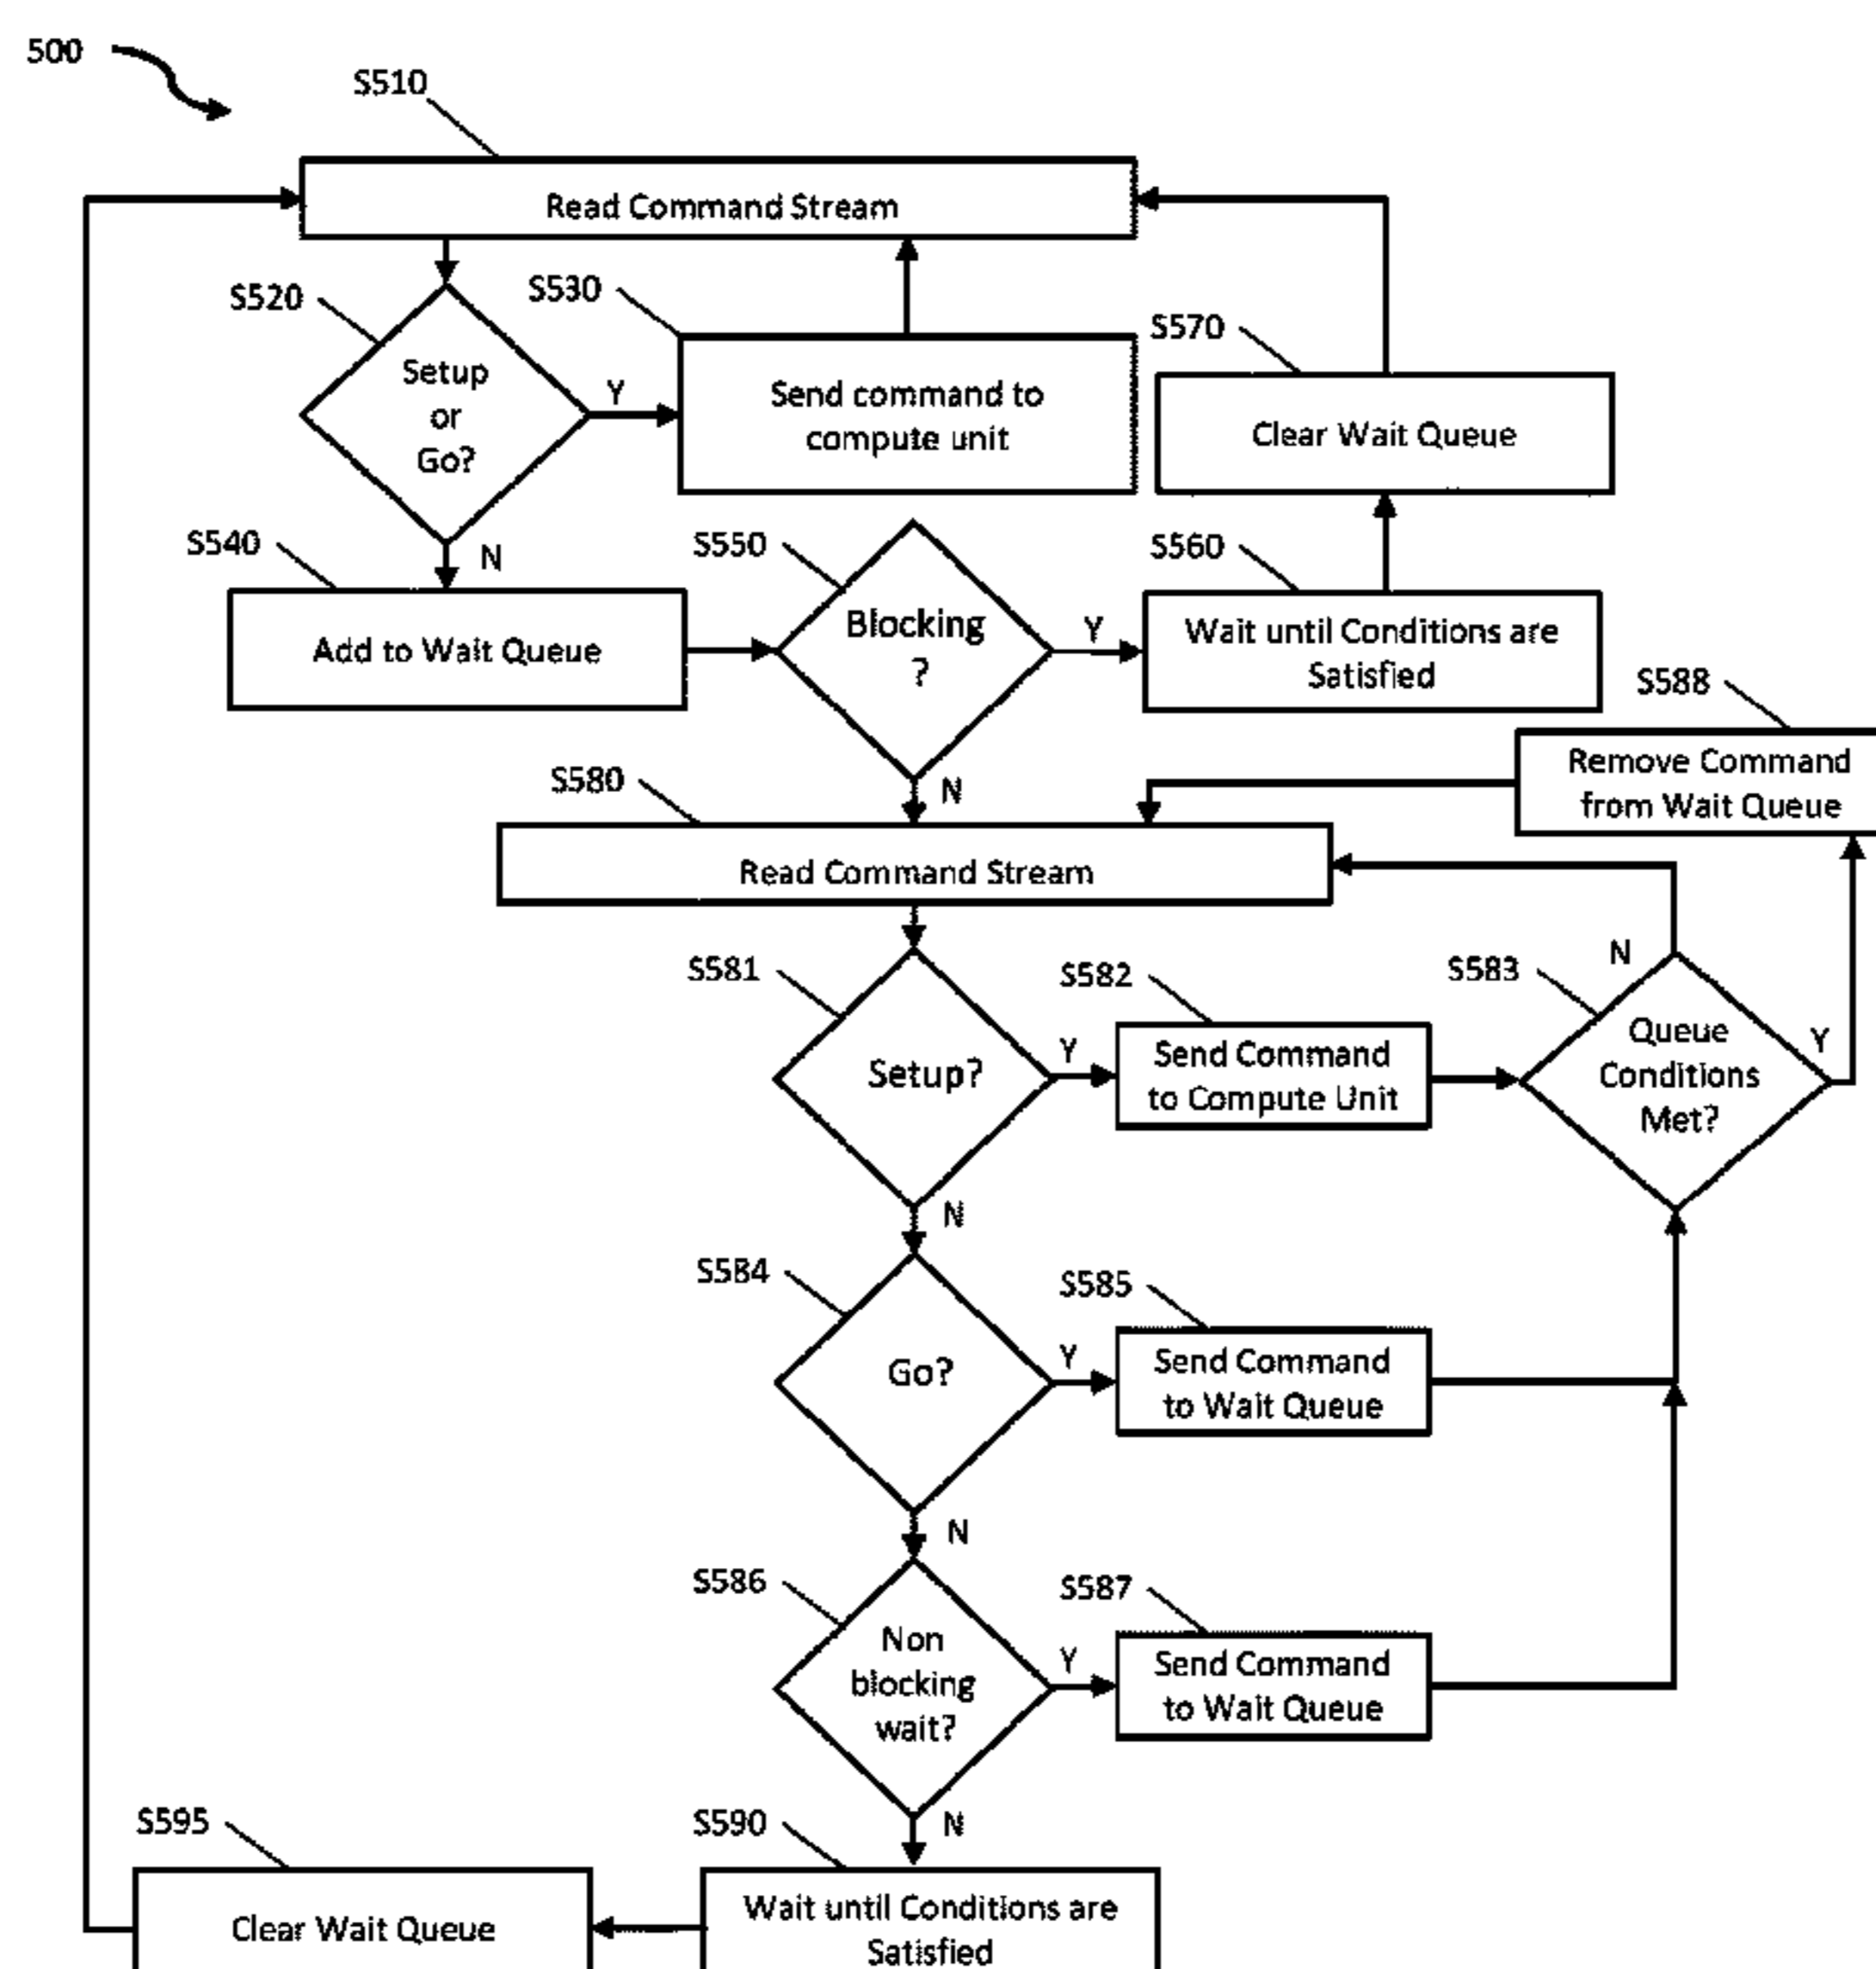 500
S510
Read Command Stream
S520
Setup
or
Go?
Y
N
S530
Send command to
compute unit
S570
Clear Wait Queue
S540
Add to Wait Queue
S550
Blocking
?
Y
N
S560
Wait until Conditions are
Satisfied
S588
Remove Command
from Wait Queue
S580
Read Command Stream
S581
Setup?
Y
N
S582
Send Command
to Compute Unit
S583
Queue
Conditions
Met?
N
Y
S584
Go?
Y
N
S585
Send Command
to Wait Queue
S586
Non
blocking
wait?
Y
N
S587
Send Command
to Wait Queue
S595
Clear Wait Queue
S590
Wait until Conditions are
Satisfied